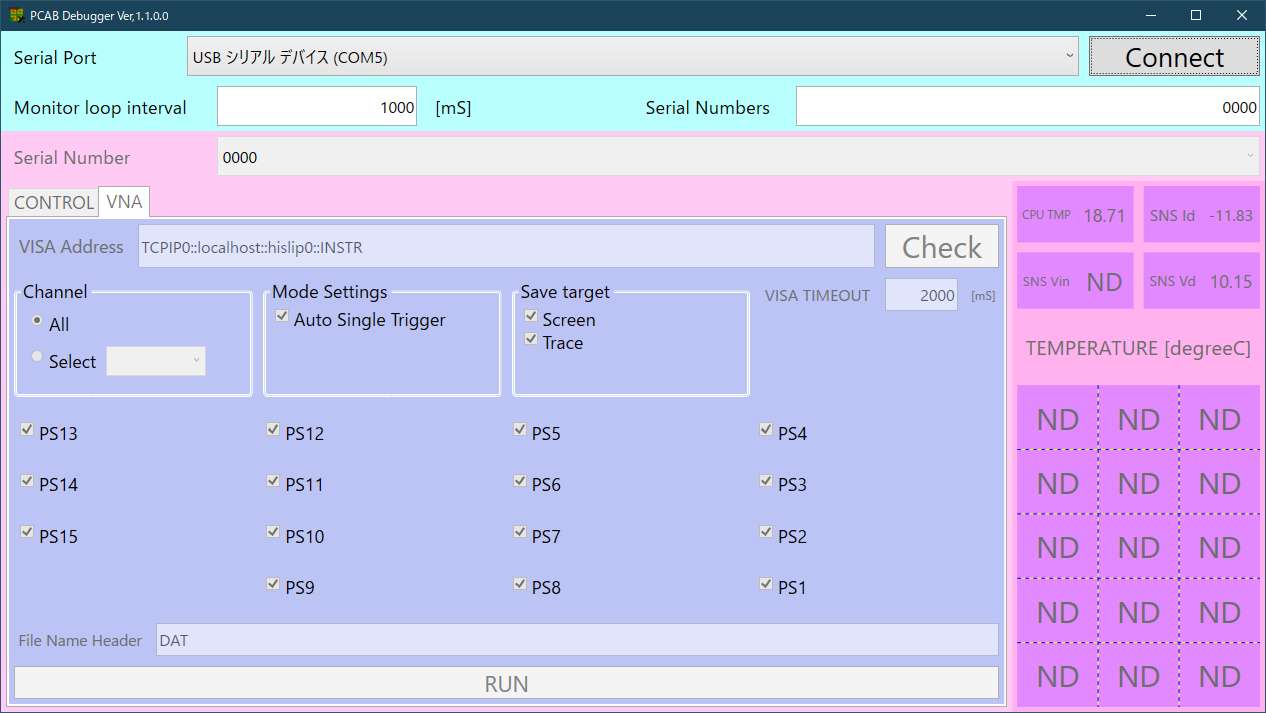 PCAB Debugger Ver,1.1.0.0
Serial Port
USB シリアル デバイス (COM5)
Connect
Monitor loop interval
1000
[mS]
Serial Numbers
0000
Serial Number
0000
CONTROL
VNA
VISA Address
TCPIP0::localhost::hislip0::INSTR
Check
Channel
All
Select
Mode Settings
Auto Single Trigger
Save target
Screen
Trace
VISA TIMEOUT
2000
[mS]
PS13
PS12
PS5
PS4
PS14
PS11
PS6
PS3
PS15
PS10
PS7
PS2
PS9
PS8
PS1
File Name Header
DAT
RUN
CPU TMP 18.71
SNS Id -11.83
SNS Vin ND
SNS Vd 10.15
TEMPERATURE [degreeC]
ND ND ND
ND ND ND
ND ND ND
ND ND ND
ND ND ND